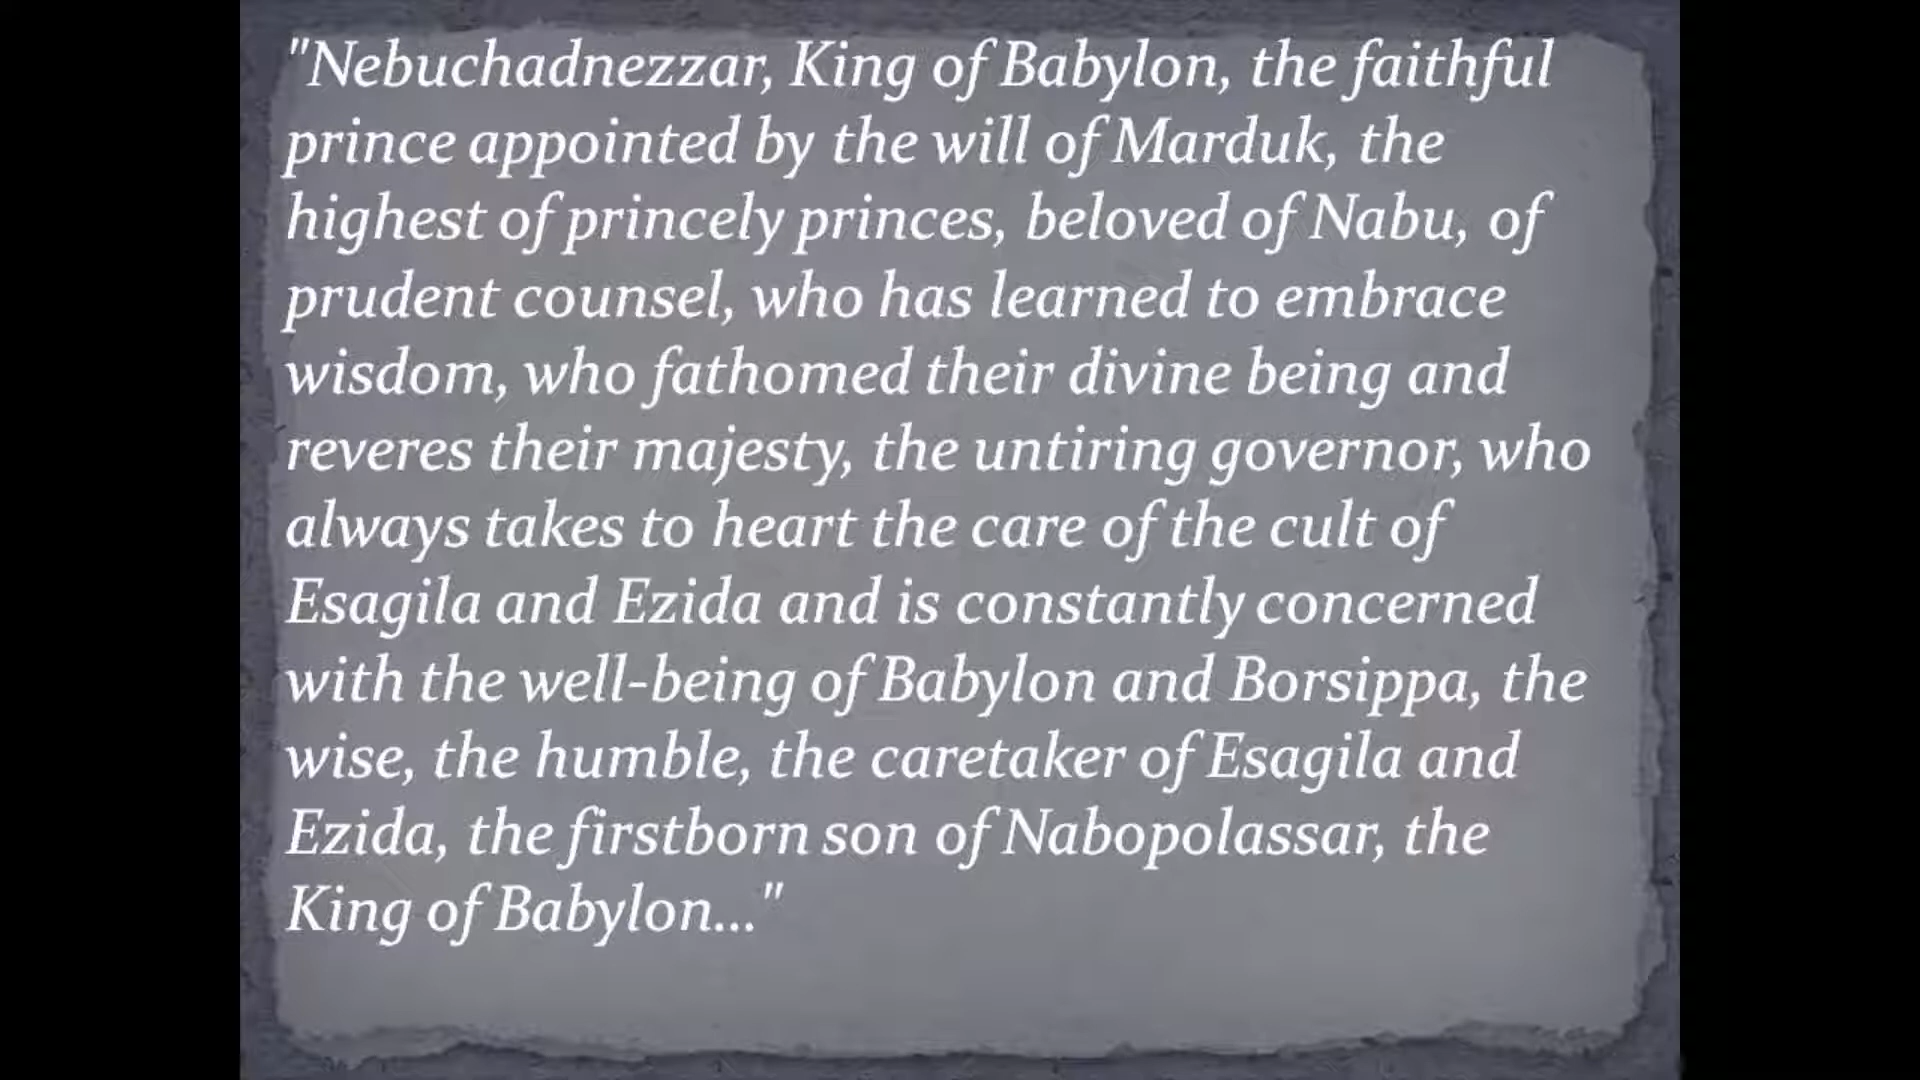 "Nebuchadnezzar, King of Babylon, the faithful
prince appointed by the will of Marduk, the
highest of princely princes, beloved of Nabu, of
prudent counsel, who has learned to embrace
wisdom, who fathomed their divine being and
reveres their majesty, the untiring governor, who
always takes to heart the care of the cult of
Esagila and Ezida and is constantly concerned
with the well-being of Babylon and Borsippa, the
wise, the humble, the caretaker of Esagila and
Ezida, the firstborn son of Nabopolassar, the
King of Babylon..."